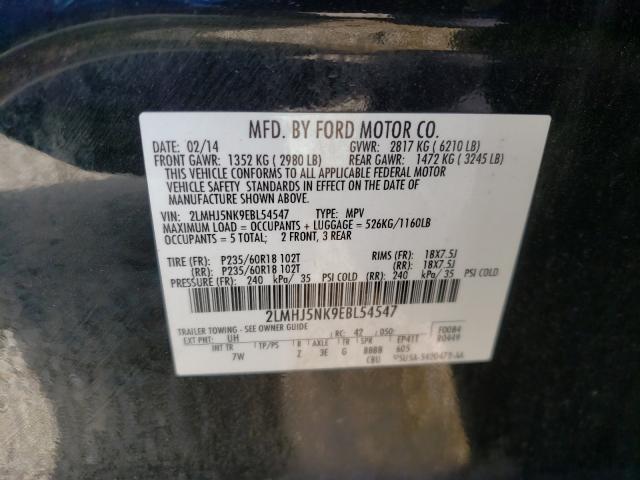 MFD. BY FORD MOTOR CO.
DATE: 02/14 GVWR: 2817 KG ( 6210 LB)
FRONT GAWR: 1352 KG ( 2980 LB) REAR GAWR: 1472 KG ( 3245 LB)
THIS VEHICLE CONFORMS TO ALL APPLICABLE FEDERAL MOTOR
VEHICLE SAFETY STANDARDS IN EFFECT ON THE DATE OF
MANUFACTURE SHOWN ABOVE.
VIN: 2LMHJ5NK9EBL54547 TYPE: MPV
MAXIMUM LOAD = OCCUPANTS + LUGGAGE = 526KG/1160LB
OCCUPANTS = 5 TOTAL; 2 FRONT, 3 REAR
TIRE (FR): P235/60R18 102T RIMS (FR): 18X7.5J
(RR): P235/60R18 102T (RR): 18X7.5J
PRESSURE (FR): 240 kPa/ 35 PSI COLD (RR): 240 kPa/ 35 PSI COLD
2LMHJ5NK9EBL54547
TRAILER TOWING - SEE OWNER GUIDE
EXT PNT: UH RC: 42 DSO: F0084
INT TR TP/PS R AXLE TR SPR EP41T R0449
7W Z 3E G BBBB 605
CBU